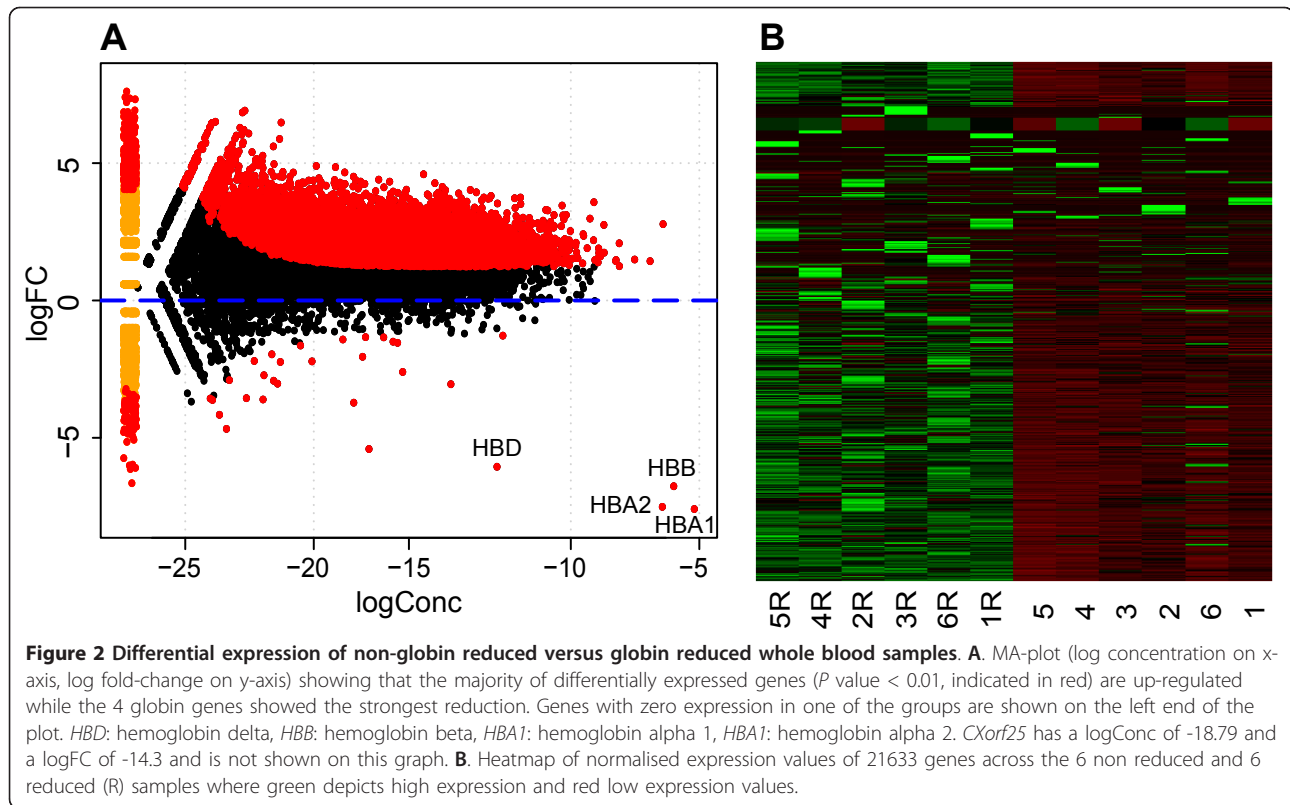 A
B
5
0
−5
logFC
HBD
HBB
HBA2
HBA1
−25 −20 −15 −10 −5
logConc
5R 4R 2R 3R 6R 1R 5 4 3 2 6 1
Figure 2 Differential expression of non-globin reduced versus globin reduced whole blood samples. A. MA-plot (log concentration on x-
axis, log fold-change on y-axis) showing that the majority of differentially expressed genes (P value < 0.01, indicated in red) are up-regulated
while the 4 globin genes showed the strongest reduction. Genes with zero expression in one of the groups are shown on the left end of the
plot. HBD: hemoglobin delta, HBB: hemoglobin beta, HBA1: hemoglobin alpha 1, HBA1: hemoglobin alpha 2. CXorf25 has a logConc of -18.79 and
a logFC of -14.3 and is not shown on this graph. B. Heatmap of normalised expression values of 21633 genes across the 6 non reduced and 6
reduced (R) samples where green depicts high expression and red low expression values.